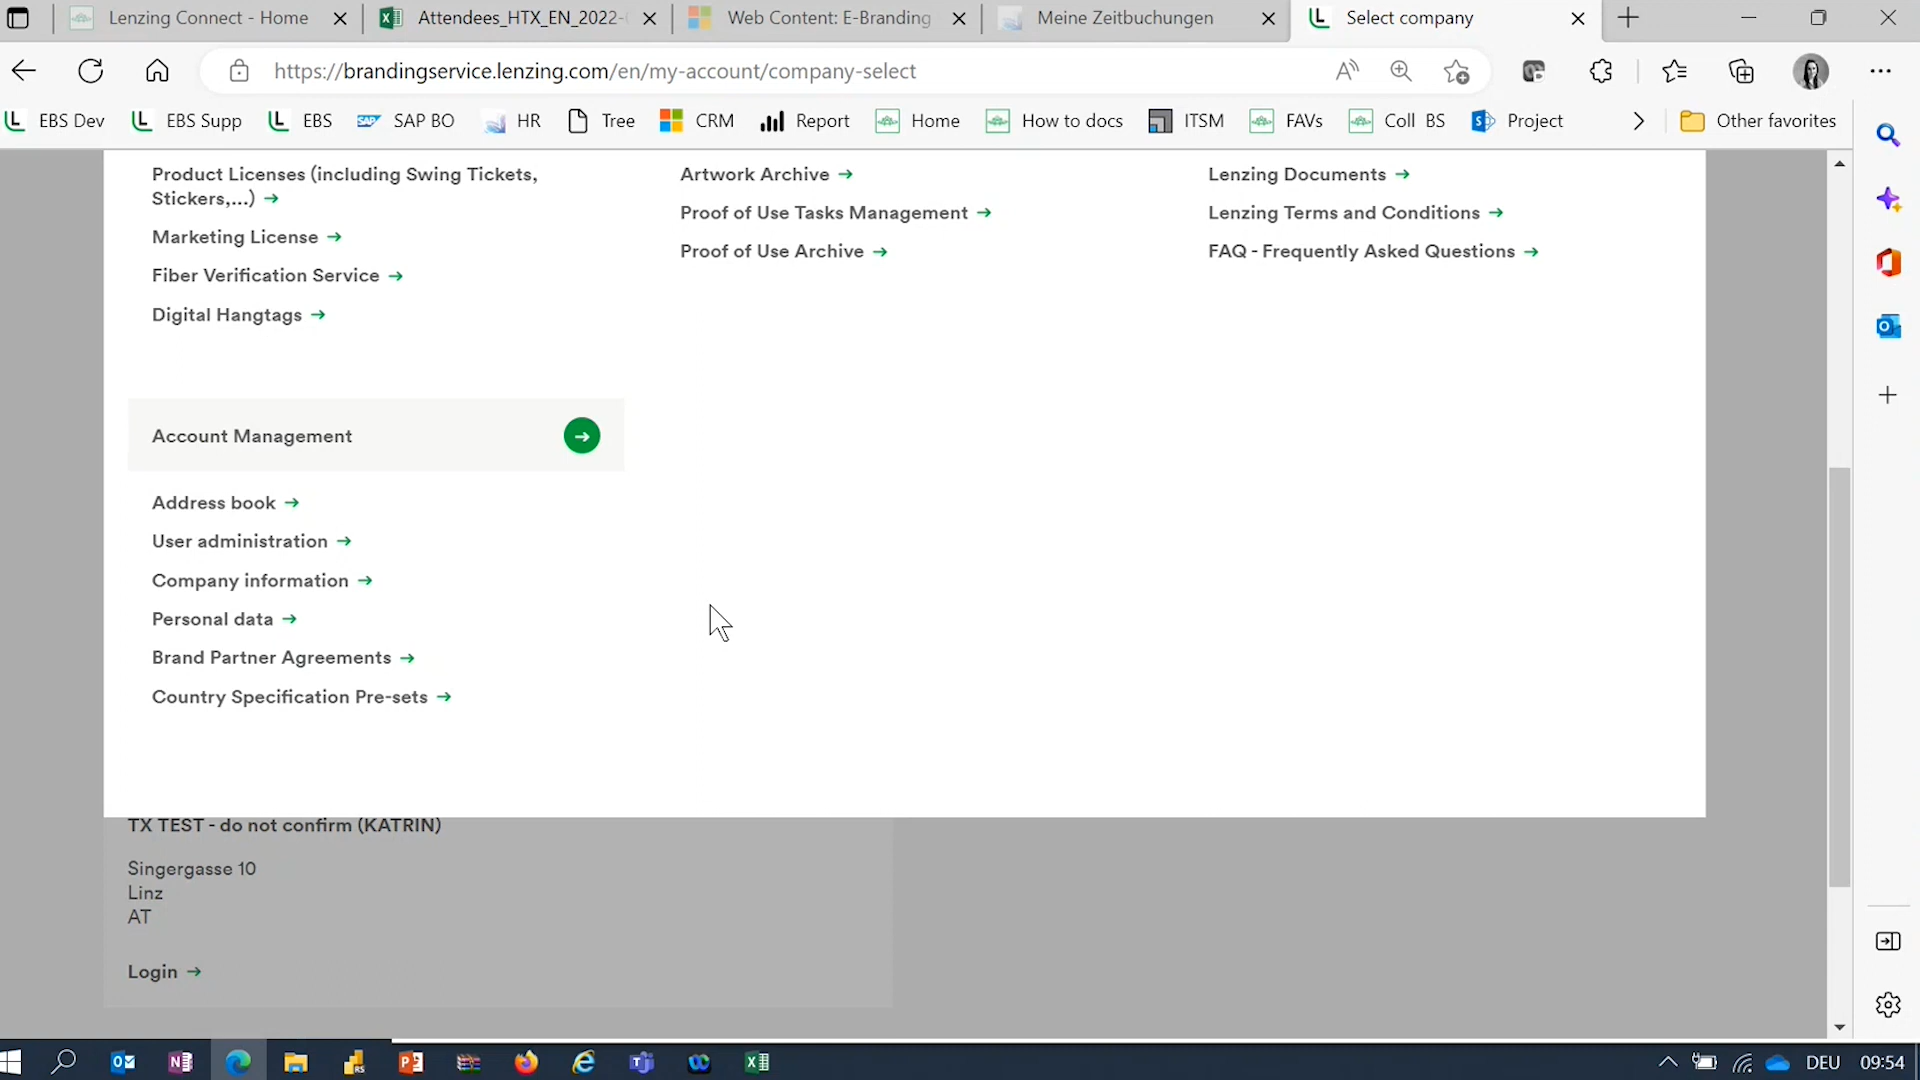 Lenzing Connect - Home
Attendees_HTX_EN_2022-
Web Content: E-Branding
Meine Zeitbuchungen
Select company
https://brandingservice.lenzing.com/en/my-account/company-select
EBS Dev
EBS Supp
EBS
SAP BO
HR
Tree
CRM
Report
Home
How to docs
ITSM
FAVs
Coll BS
Project
Other favorites
Product Licenses (including Swing Tickets,
Stickers,...) →
Marketing License →
Fiber Verification Service →
Digital Hangtags →
Artwork Archive →
Proof of Use Tasks Management →
Proof of Use Archive →
Lenzing Documents →
Lenzing Terms and Conditions →
FAQ - Frequently Asked Questions →
Account Management →
Address book →
User administration →
Company information →
Personal data →
Brand Partner Agreements →
Country Specification Pre-sets →
TX TEST - do not confirm (KATRIN)
Singergasse 10
Linz
AT
Login →
DEU
09:54